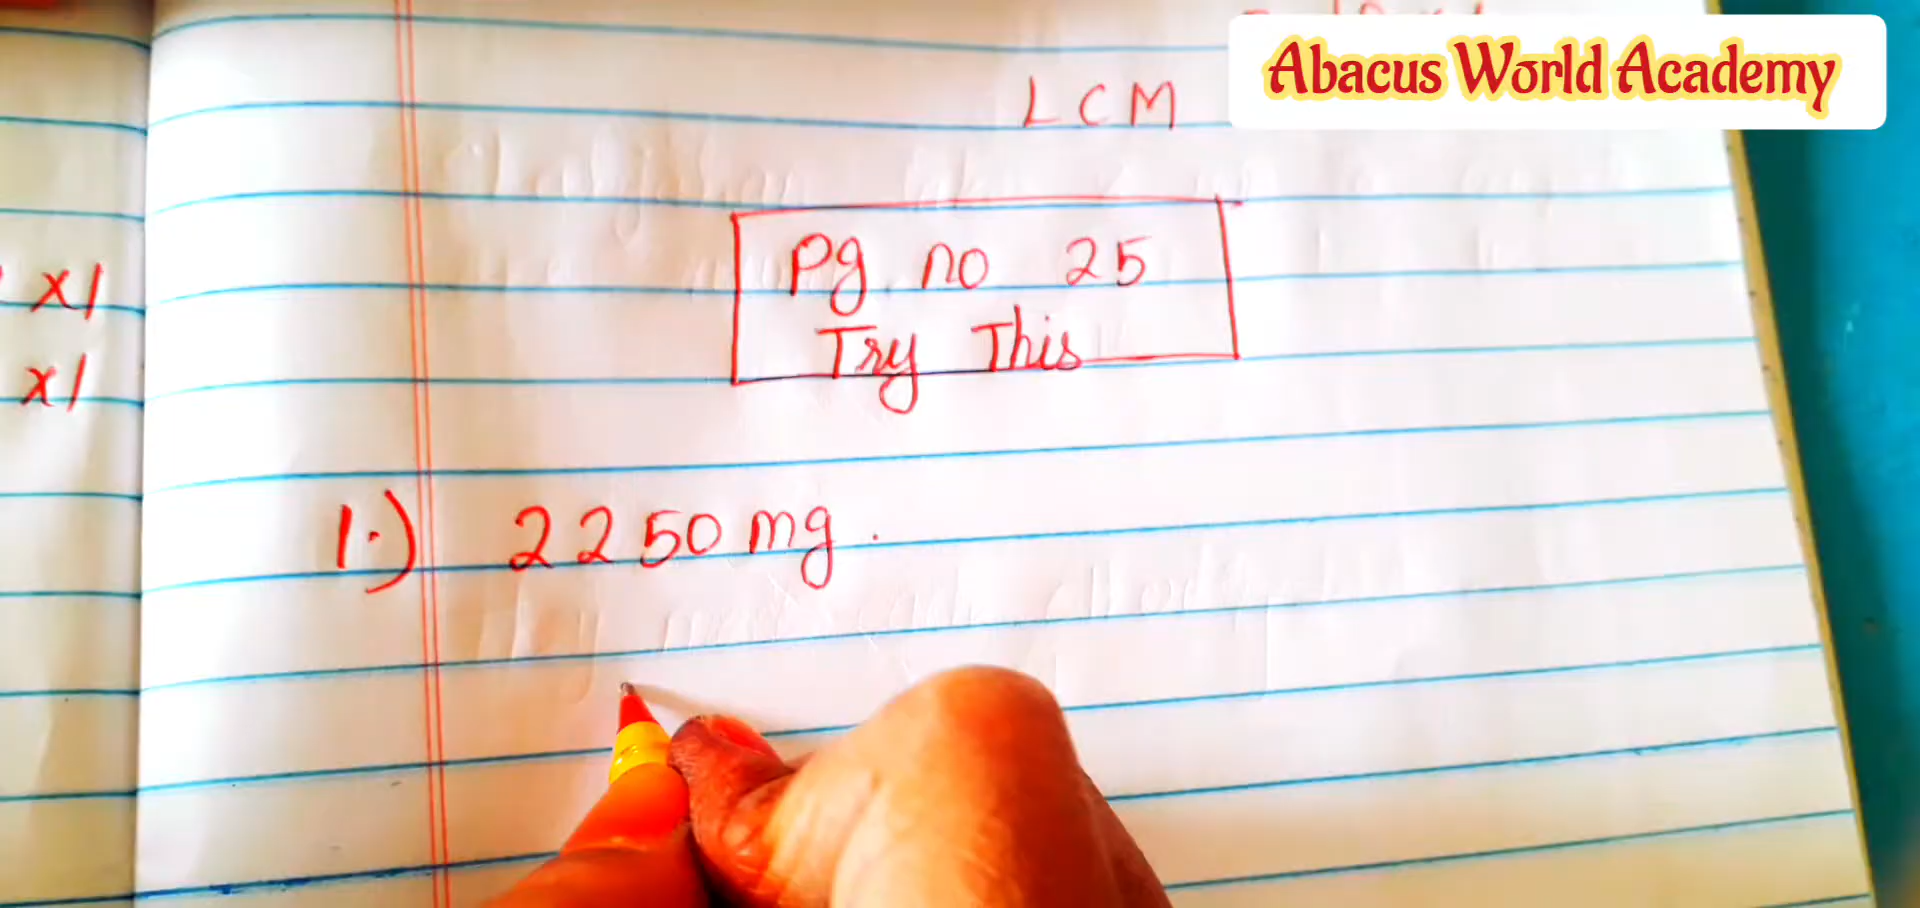 Abacus World Academy
LCM
Pg. no 25
Try This
1.) 2250 mg.
x1
x1